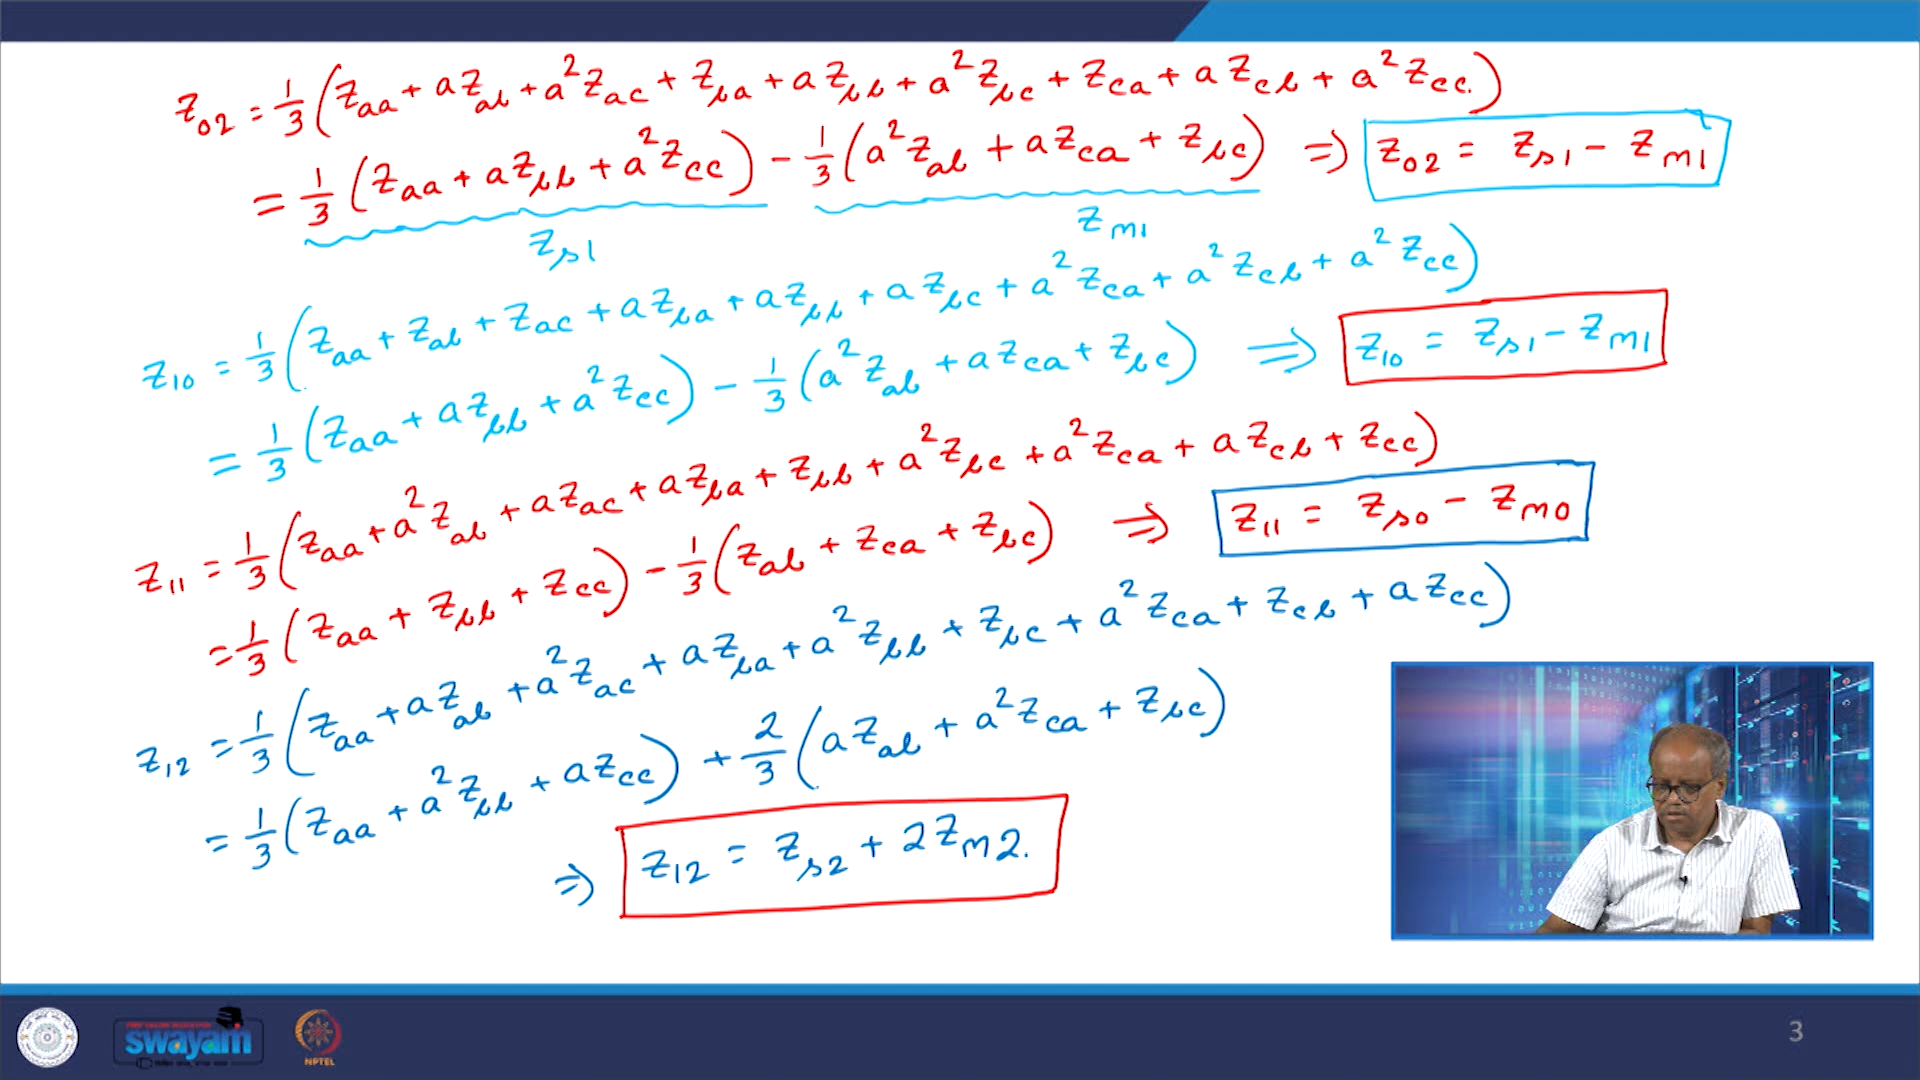 Z02 = 1/3 (Zaa + aZab + a²Zac + Zba + aZbb + a²Zbc + Zca + aZcb + a²Zcc)
= 1/3 (Zaa + aZbb + a²Zcc) - 1/3 (a²Zab + aZca + Zbc) ⇒ Z02 = Zs1 - Zm1
Zs1 Zm1
Z10 = 1/3 (Zaa + Zab + Zac + aZba + aZbb + aZbc + a²Zca + a²Zcb + a²Zcc)
= 1/3 (Zaa + aZbb + a²Zcc) - 1/3 (a²Zab + aZca + Zbc) ⇒ Z10 = Zs1 - Zm1
Z11 = 1/3 (Zaa + a²Zab + aZac + aZba + Zbb + a²Zbc + a²Zca + aZcb + Zcc)
= 1/3 (Zaa + Zbb + Zcc) - 1/3 (Zab + Zca + Zbc) ⇒ Z11 = Zs0 - Zm0
Z12 = 1/3 (Zaa + aZab + a²Zac + aZba + a²Zbb + Zbc + a²Zca + Zcb + aZcc)
= 1/3 (Zaa + a²Zbb + aZcc) + 2/3 (aZab + a²Zca + Zbc)
⇒ Z12 = Zs2 + 2Zm2.
swayam
NPTEL
3